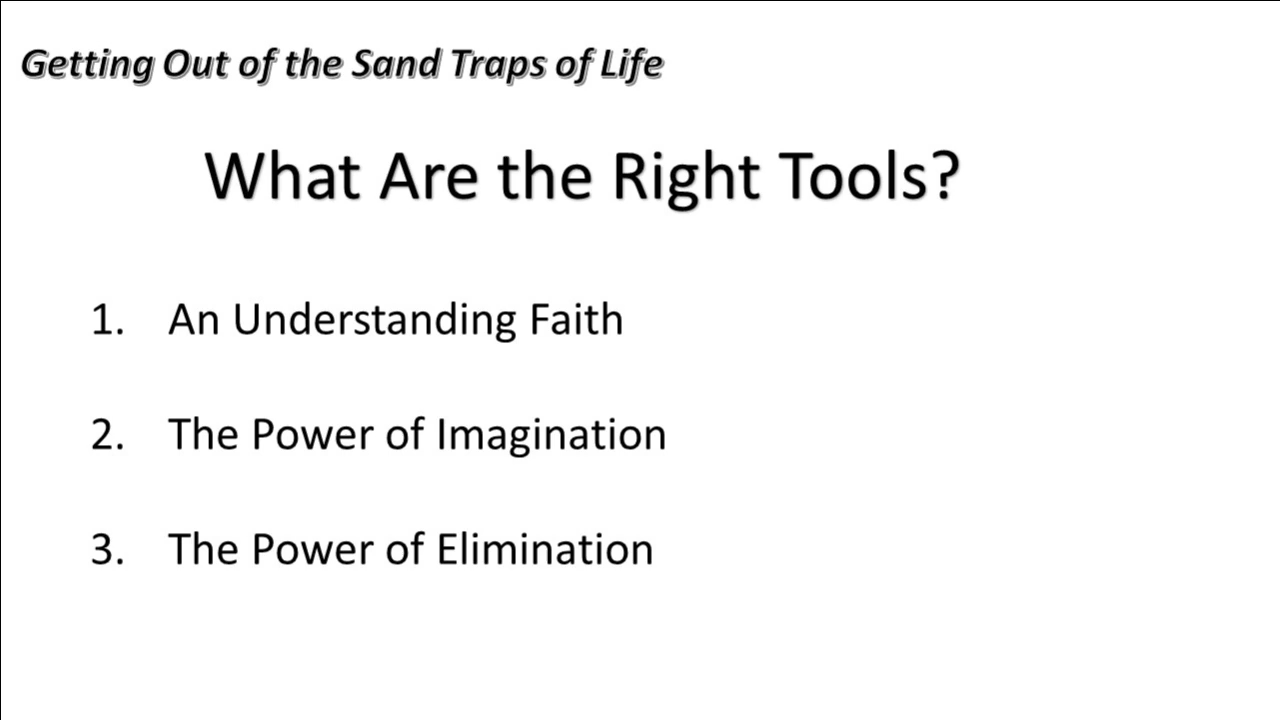 Getting Out of the Sand Traps of Life
What Are the Right Tools?
1. An Understanding Faith
2. The Power of Imagination
3. The Power of Elimination